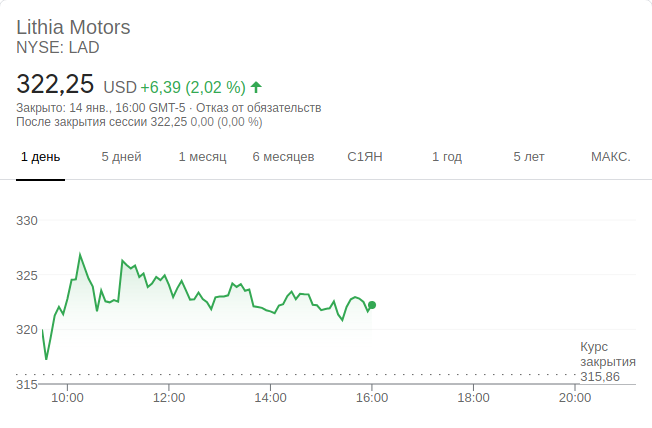 Lithia Motors
NYSE: LAD
322,25 USD +6,39 (2,02 %)
Закрыто: 14 янв., 16:00 GMT-5 · Отказ от обязательств
После закрытия сессии 322,25 0,00 (0,00 %)
1 день 5 дней 1 месяц 6 месяцев С1ЯН 1 год 5 лет МАКС.
330
325
320
Курс
закрытия
315,86
315
10:00 12:00 14:00 16:00 18:00 20:00